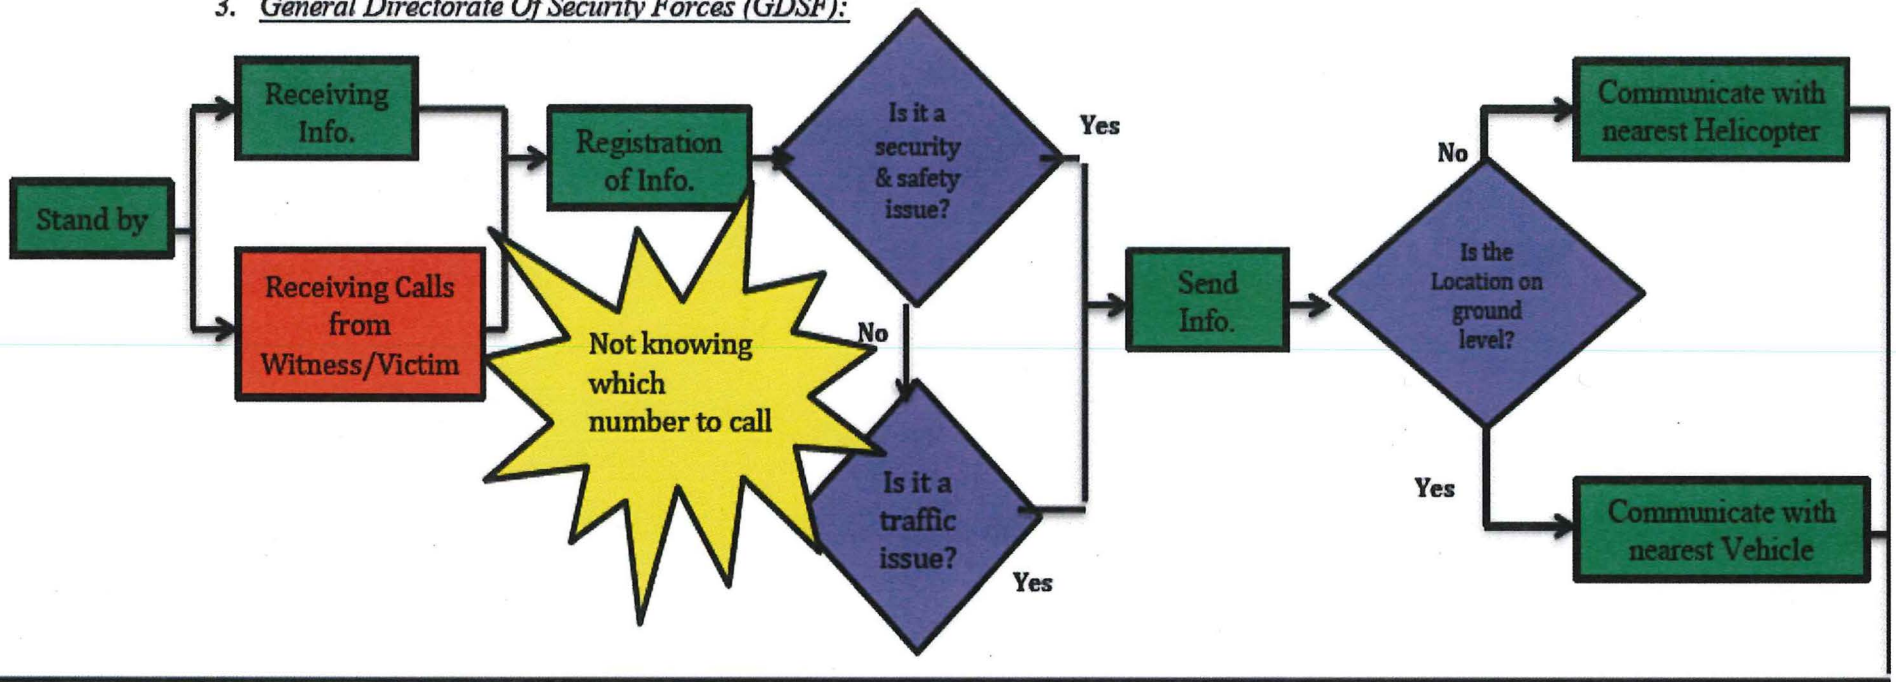 3. General Directorate Of Security Forces (GDSF):
Stand by
Receiving
Info.
Receiving Calls
from
Witness/Victim
Registration
of Info.
Not knowing
which
number to call
Is it a
security
& safety
issue?
Yes
No
Is it a
traffic
issue?
Yes
Send
Info.
Is the
Location on
ground
level?
No
Communicate with
nearest Helicopter
Yes
Communicate with
nearest Vehicle